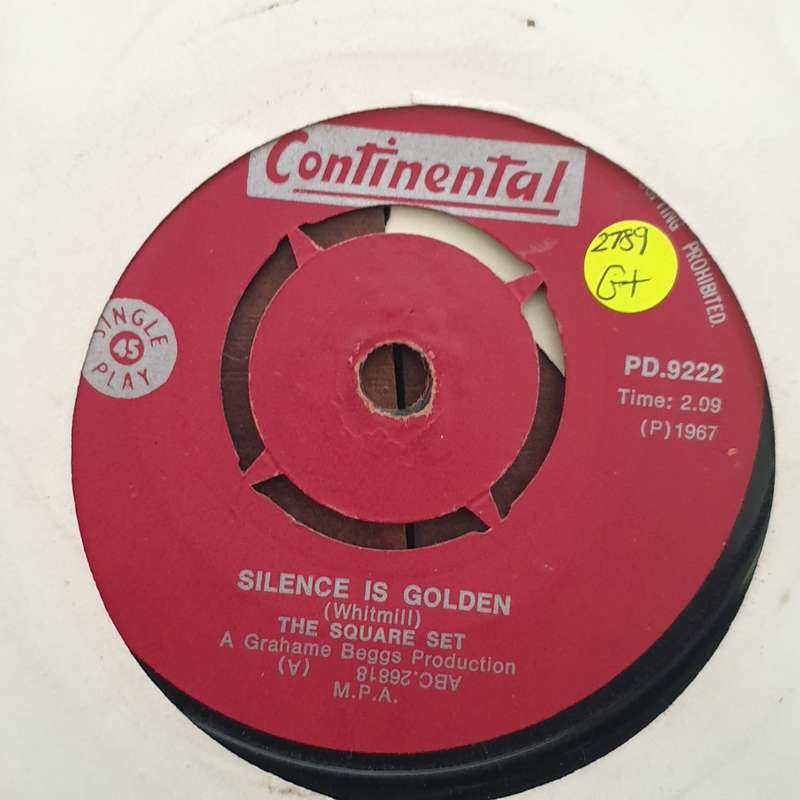 Continental
PROHIBITED.
2789
G+
SINGLE
45
PLAY
PD.9222
Time: 2.09
(P)1967
SILENCE IS GOLDEN
(Whitmill)
THE SQUARE SET
A Grahame Beggs Production
ABC.26818 (A)
M.P.A.